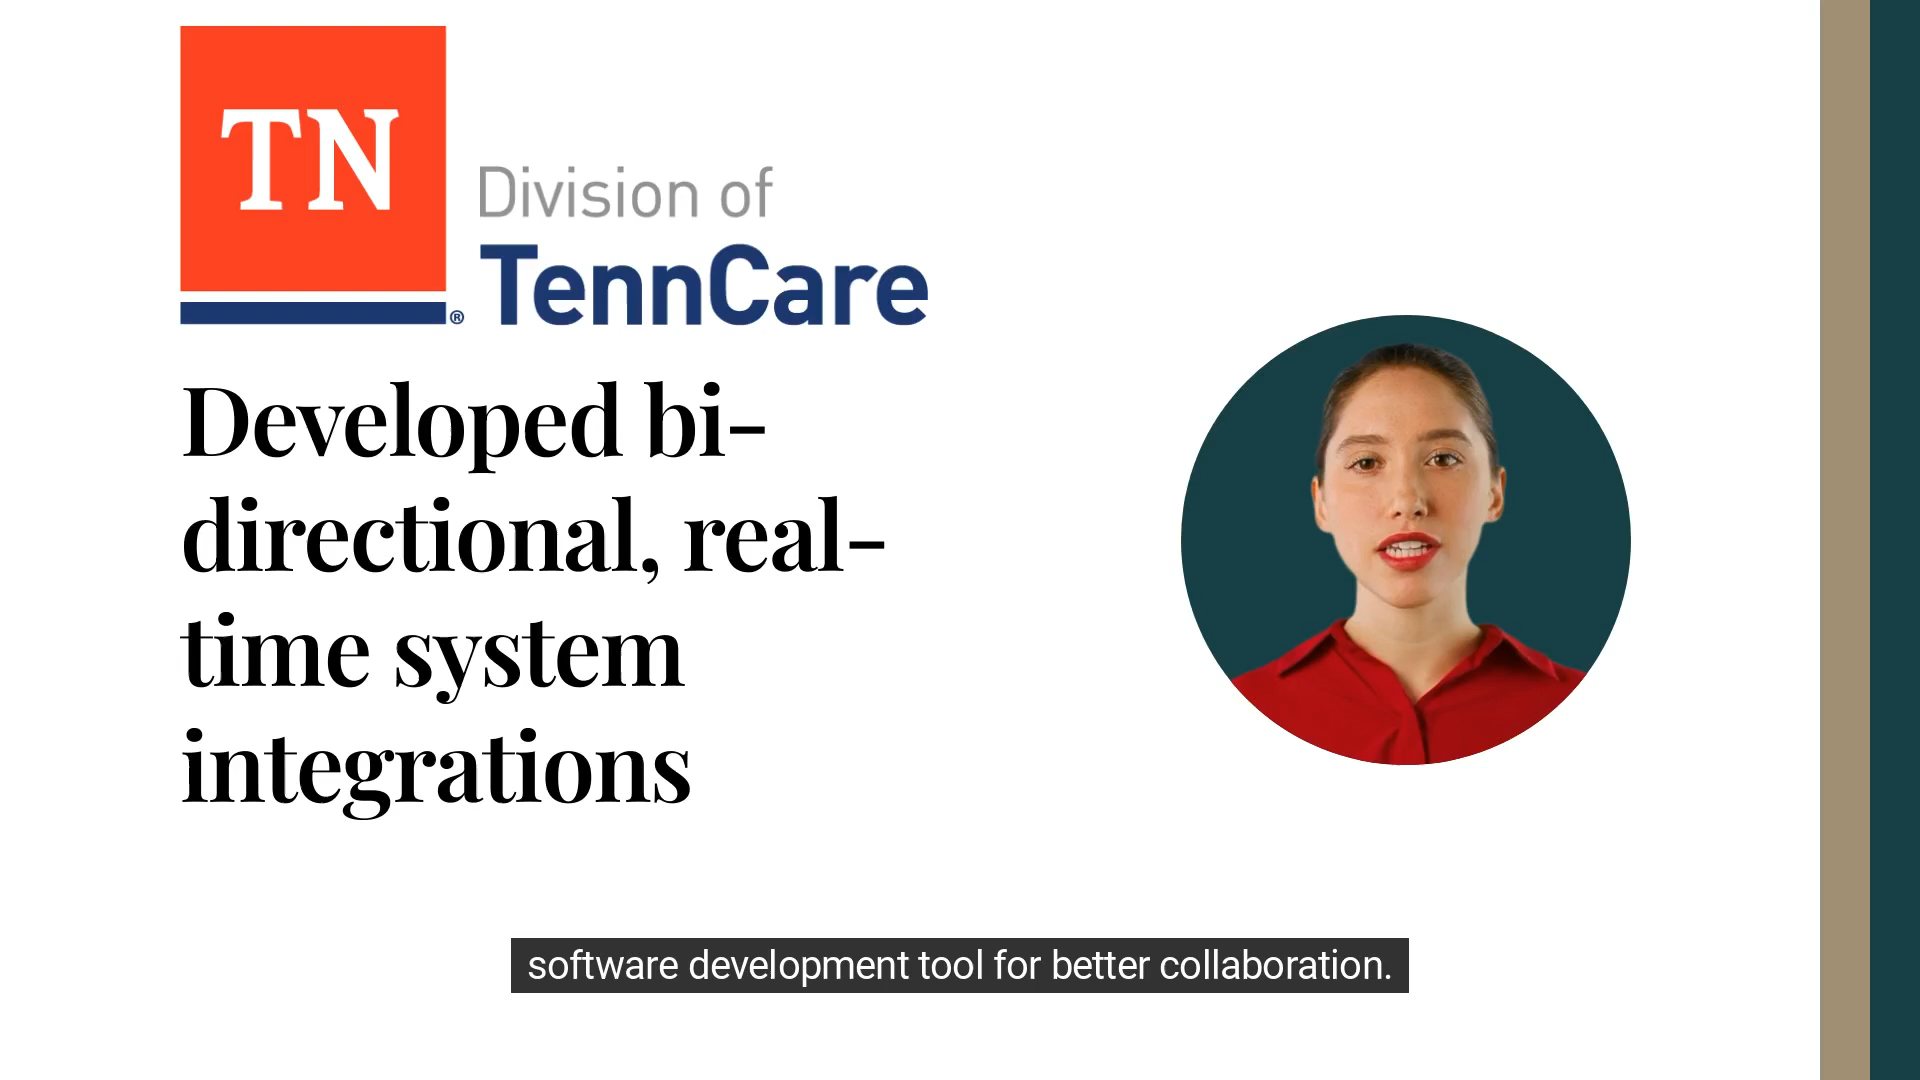 TN
®
Division of
TennCare
Developed bi-
directional, real-
time system
integrations
software development tool for better collaboration.